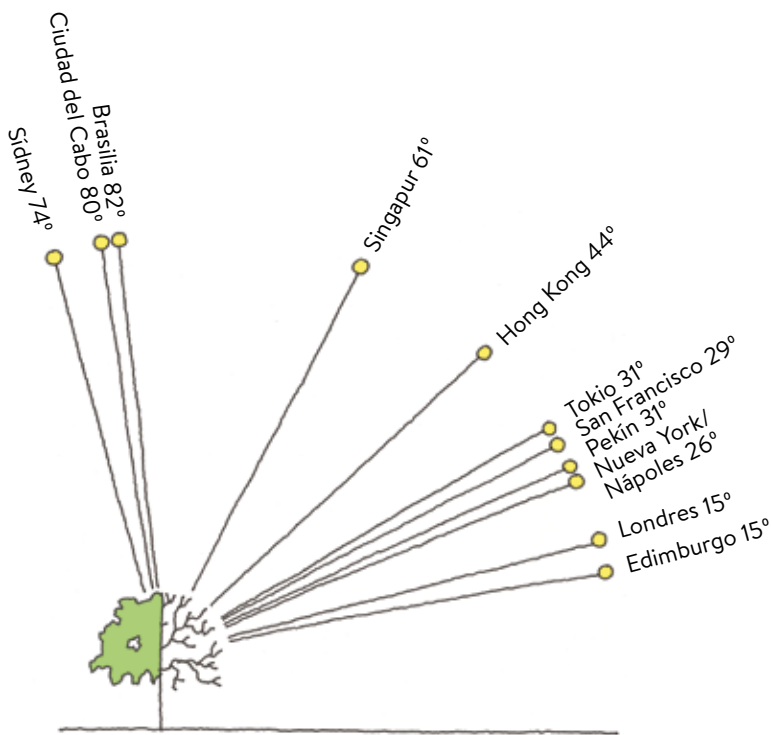 Sídney 74º
Ciudad del Cabo 80º
Brasilia 82º
Singapur 61º
Hong Kong 44º
Tokio 31º
San Francisco 29º
Pekín 31º
Nueva York/
Nápoles 26º
Londres 15º
Edimburgo 15º